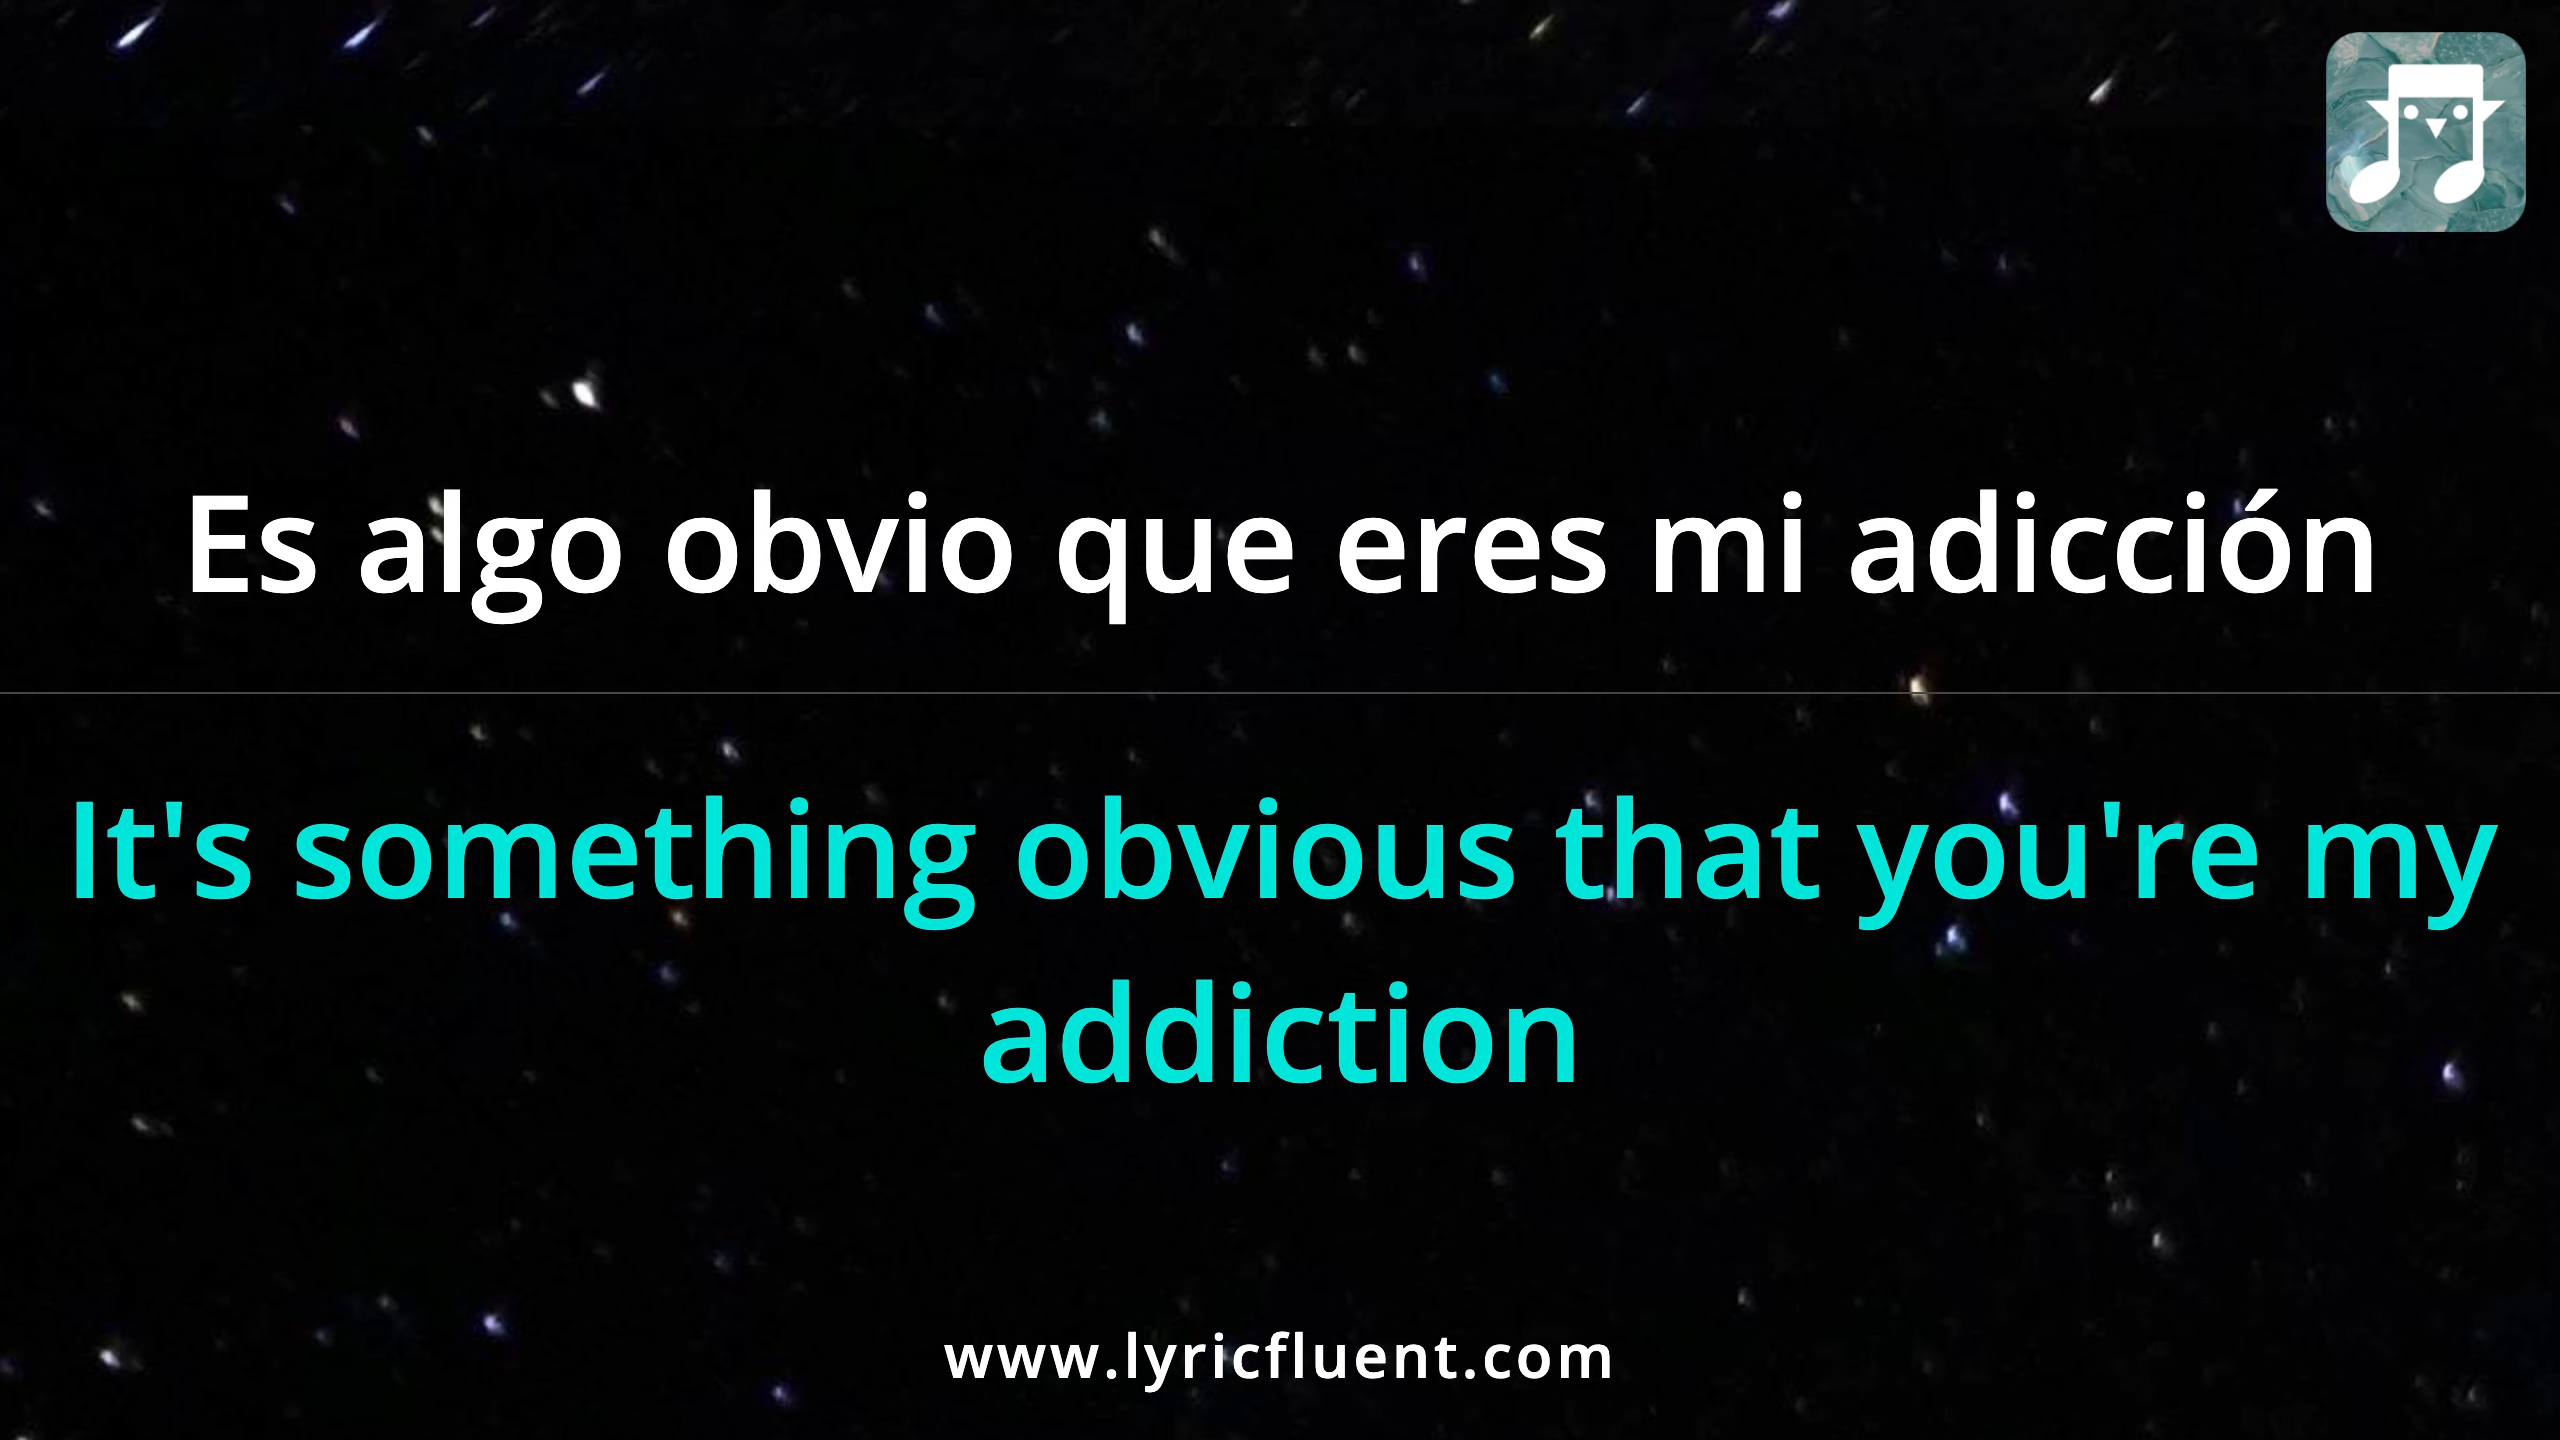 Es algo obvio que eres mi adicción
It's something obvious that you're my
addiction
www.lyricfluent.com